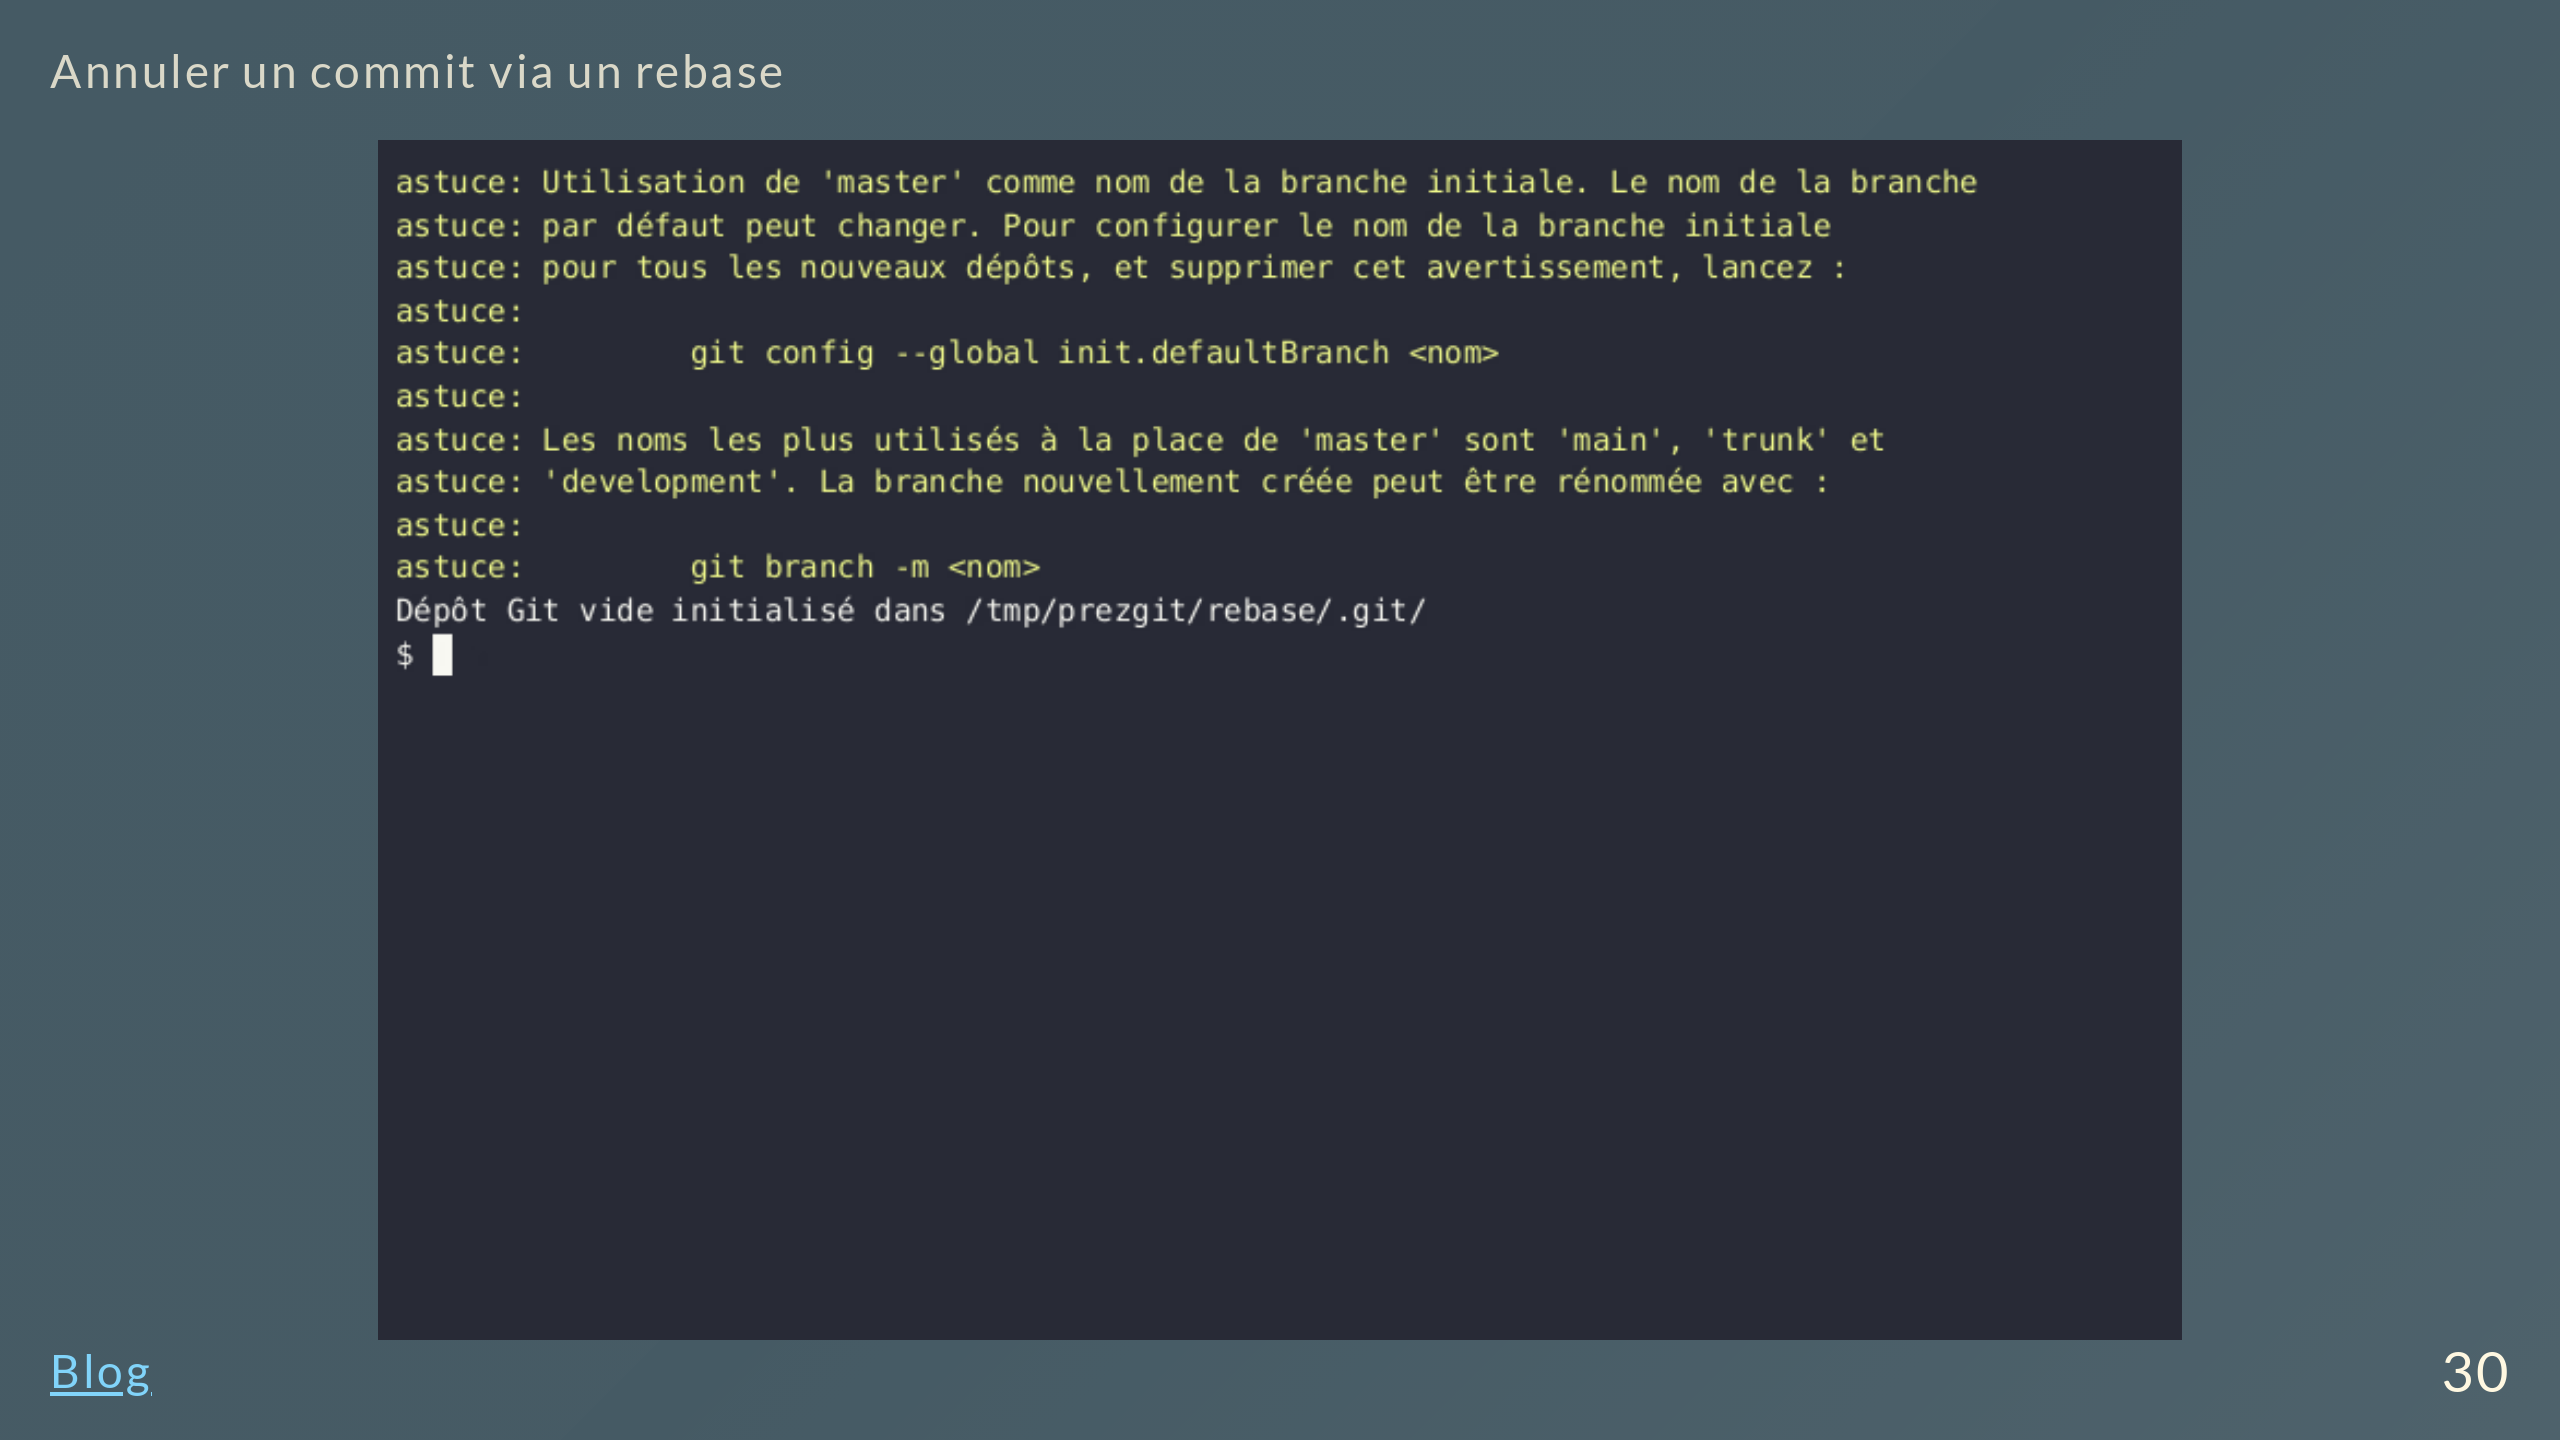 Annuler un commit via un rebase
astuce: Utilisation de 'master' comme nom de la branche initiale. Le nom de la branche
astuce: par défaut peut changer. Pour configurer le nom de la branche initiale
astuce: pour tous les nouveaux dépôts, et supprimer cet avertissement, lancez :
astuce:
astuce:         git config --global init.defaultBranch <nom>
astuce:
astuce: Les noms les plus utilisés à la place de 'master' sont 'main', 'trunk' et
astuce: 'development'. La branche nouvellement créée peut être rénommée avec :
astuce:
astuce:         git branch -m <nom>
Dépôt Git vide initialisé dans /tmp/prezgit/rebase/.git/
$
Blog
30